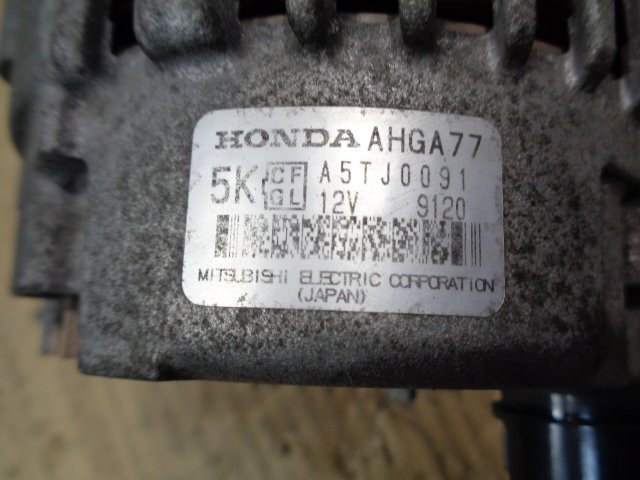 HONDA AHGA77
5K CF GL A5TJ0091
12V 9120
MITSUBISHI ELECTRIC CORPORATION
(JAPAN)